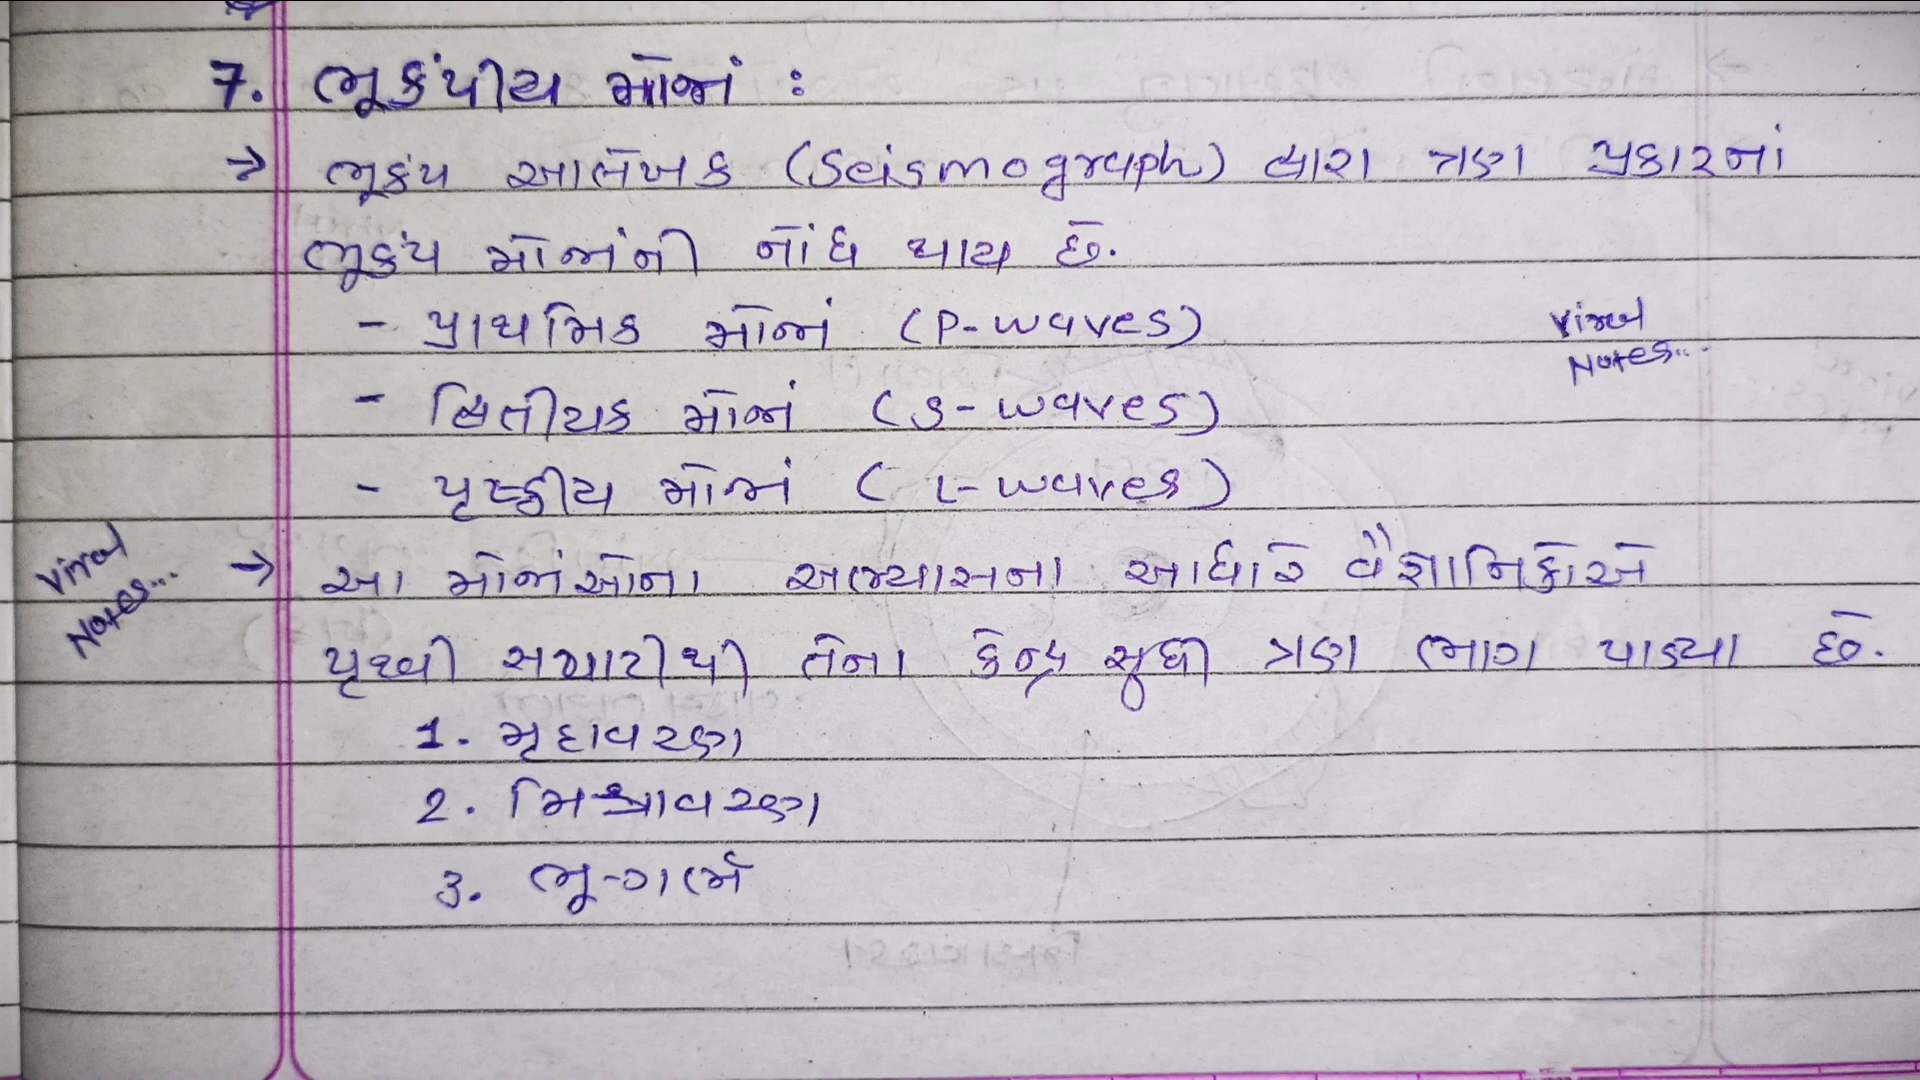 7. ભૂકંપીય મોજાં :
→ ભૂકંપ આલેખક (Seismograph) દ્વારા ત્રણ પ્રકારનાં
ભૂકંપ મોજાંની નોંધ થાય છે.
- પ્રાથમિક મોજાં (P-waves)
Viral
Notes...
- દ્વિતીયક મોજાં (S-waves)
- પૃષ્ઠીય મોજાં (L-waves)
Viral
Notes...
→ આ મોજાંઓના અભ્યાસના આધારે વૈજ્ઞાનિકોએ
પૃથ્વી સપાટીથી તેના કેન્દ્ર સુધી ત્રણ ભાગ પાડ્યા છે.
1. મૃદાવરણ
2. મિશ્રાવરણ
3. ભૂ-ગર્ભ